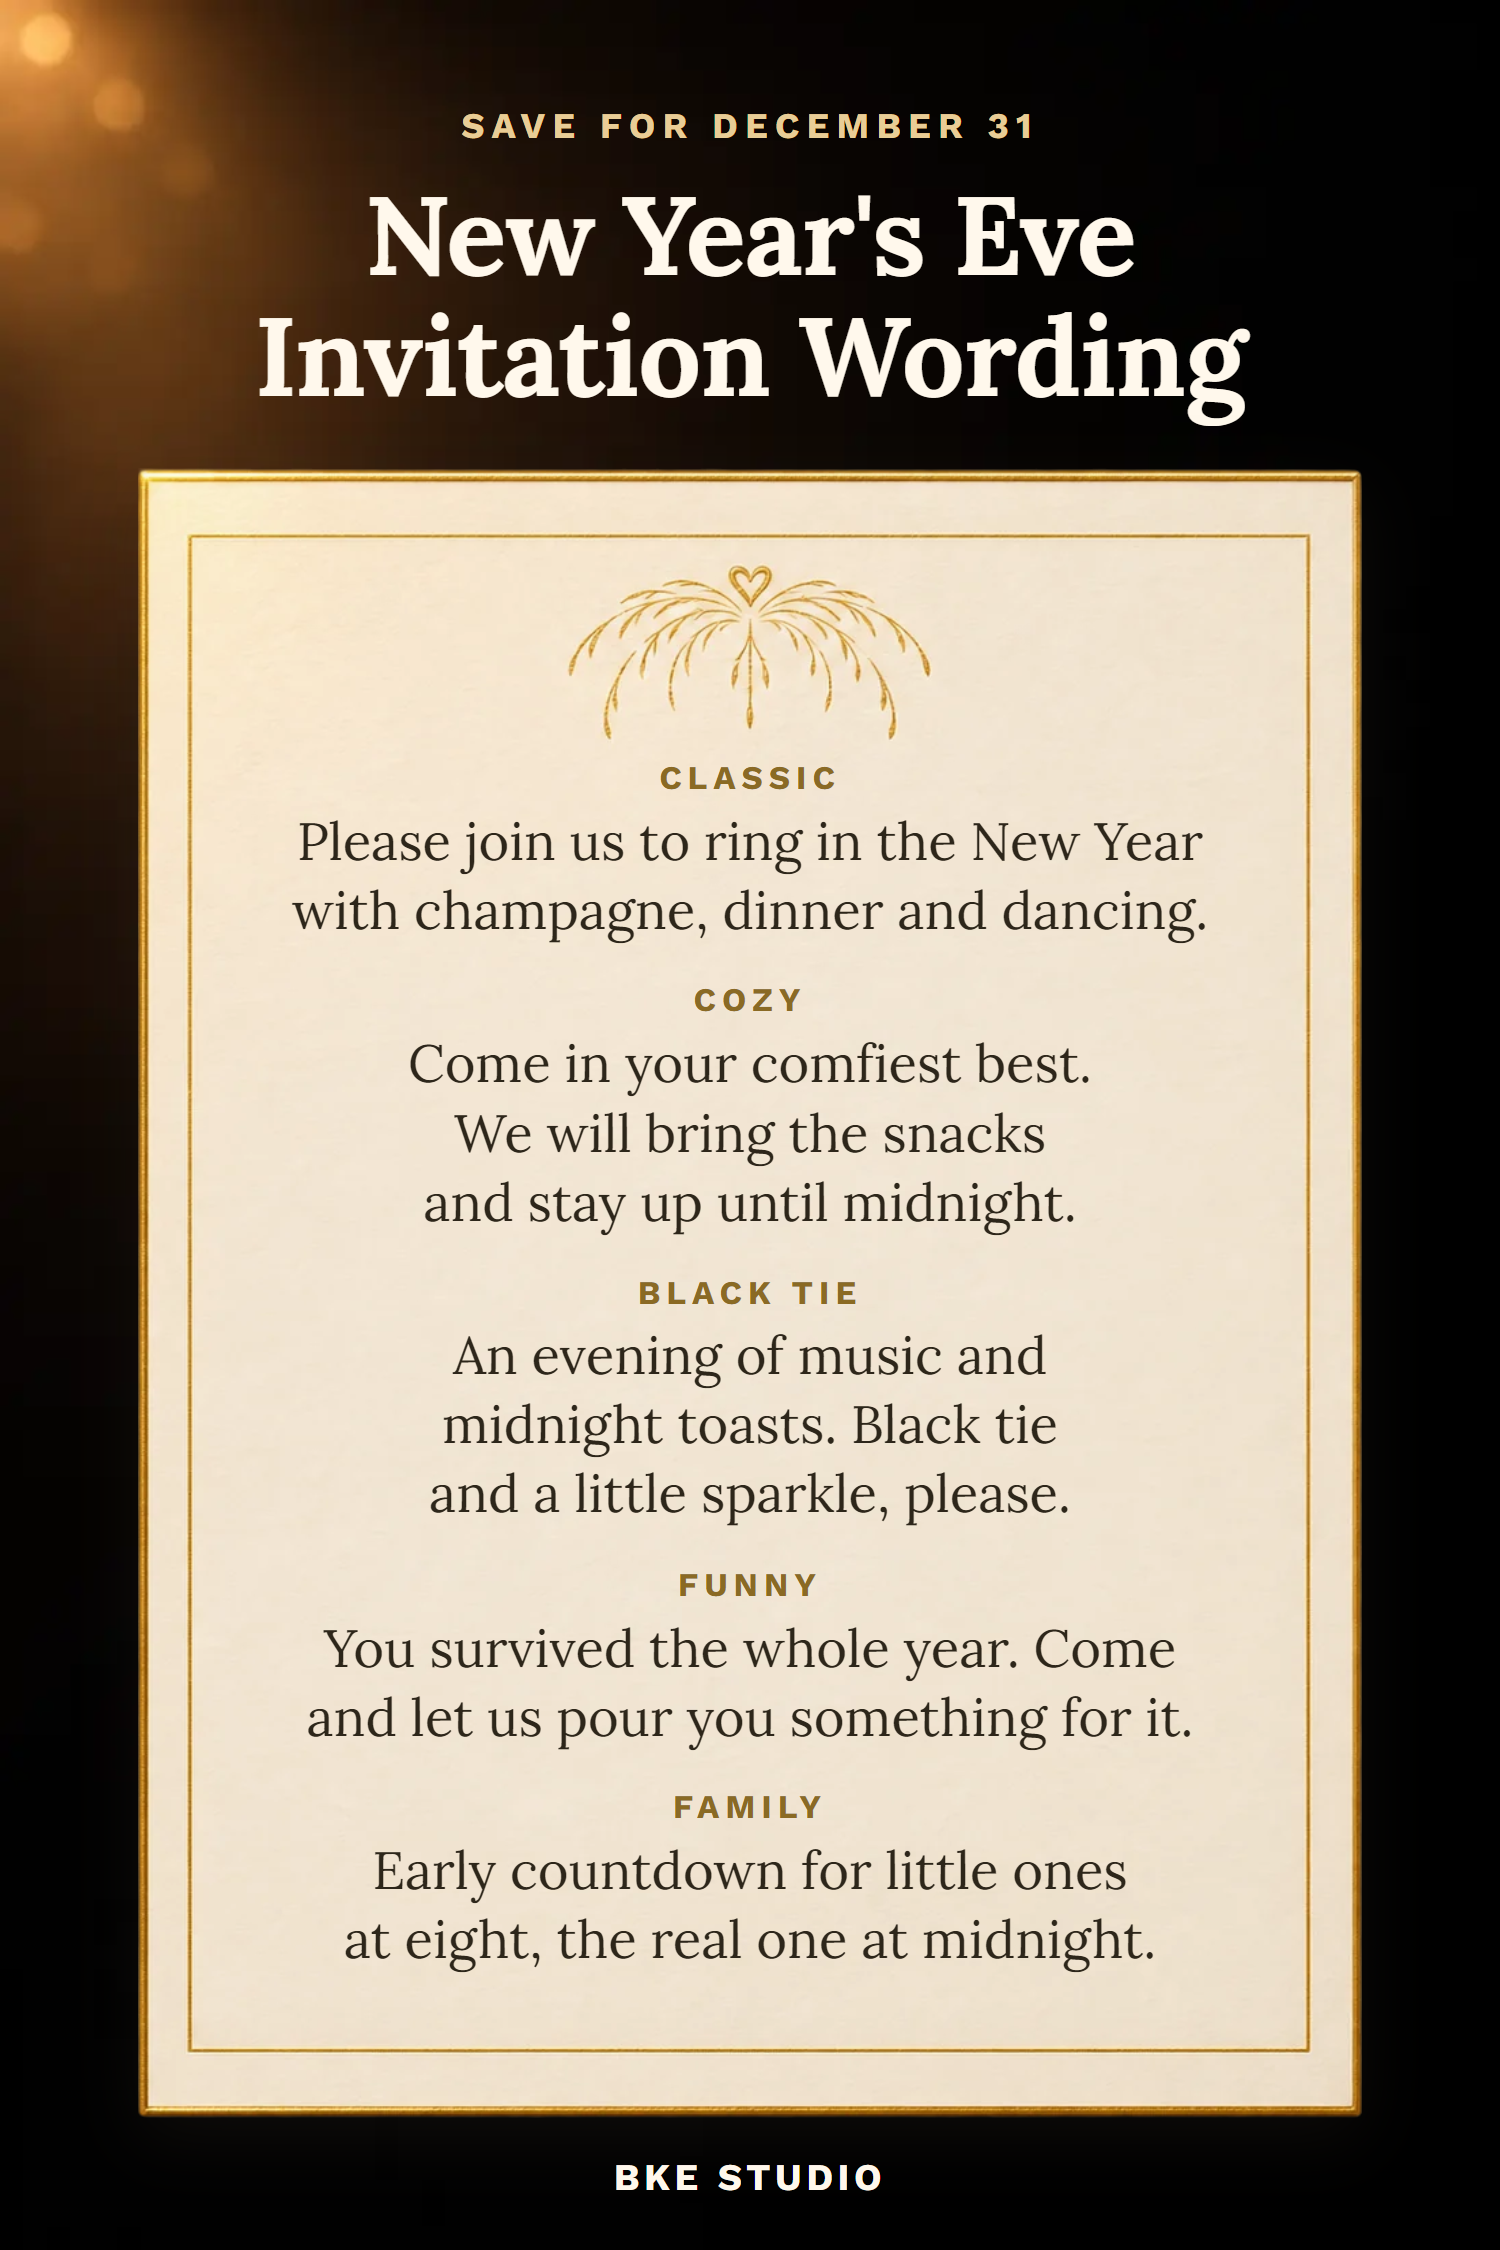 SAVE FOR DECEMBER 31
New Year's Eve
Invitation Wording
CLASSIC
Please join us to ring in the New Year
with champagne, dinner and dancing.
COZY
Come in your comfiest best.
We will bring the snacks
and stay up until midnight.
BLACK TIE
An evening of music and
midnight toasts. Black tie
and a little sparkle, please.
FUNNY
You survived the whole year. Come
and let us pour you something for it.
FAMILY
Early countdown for little ones
at eight, the real one at midnight.
BKE STUDIO